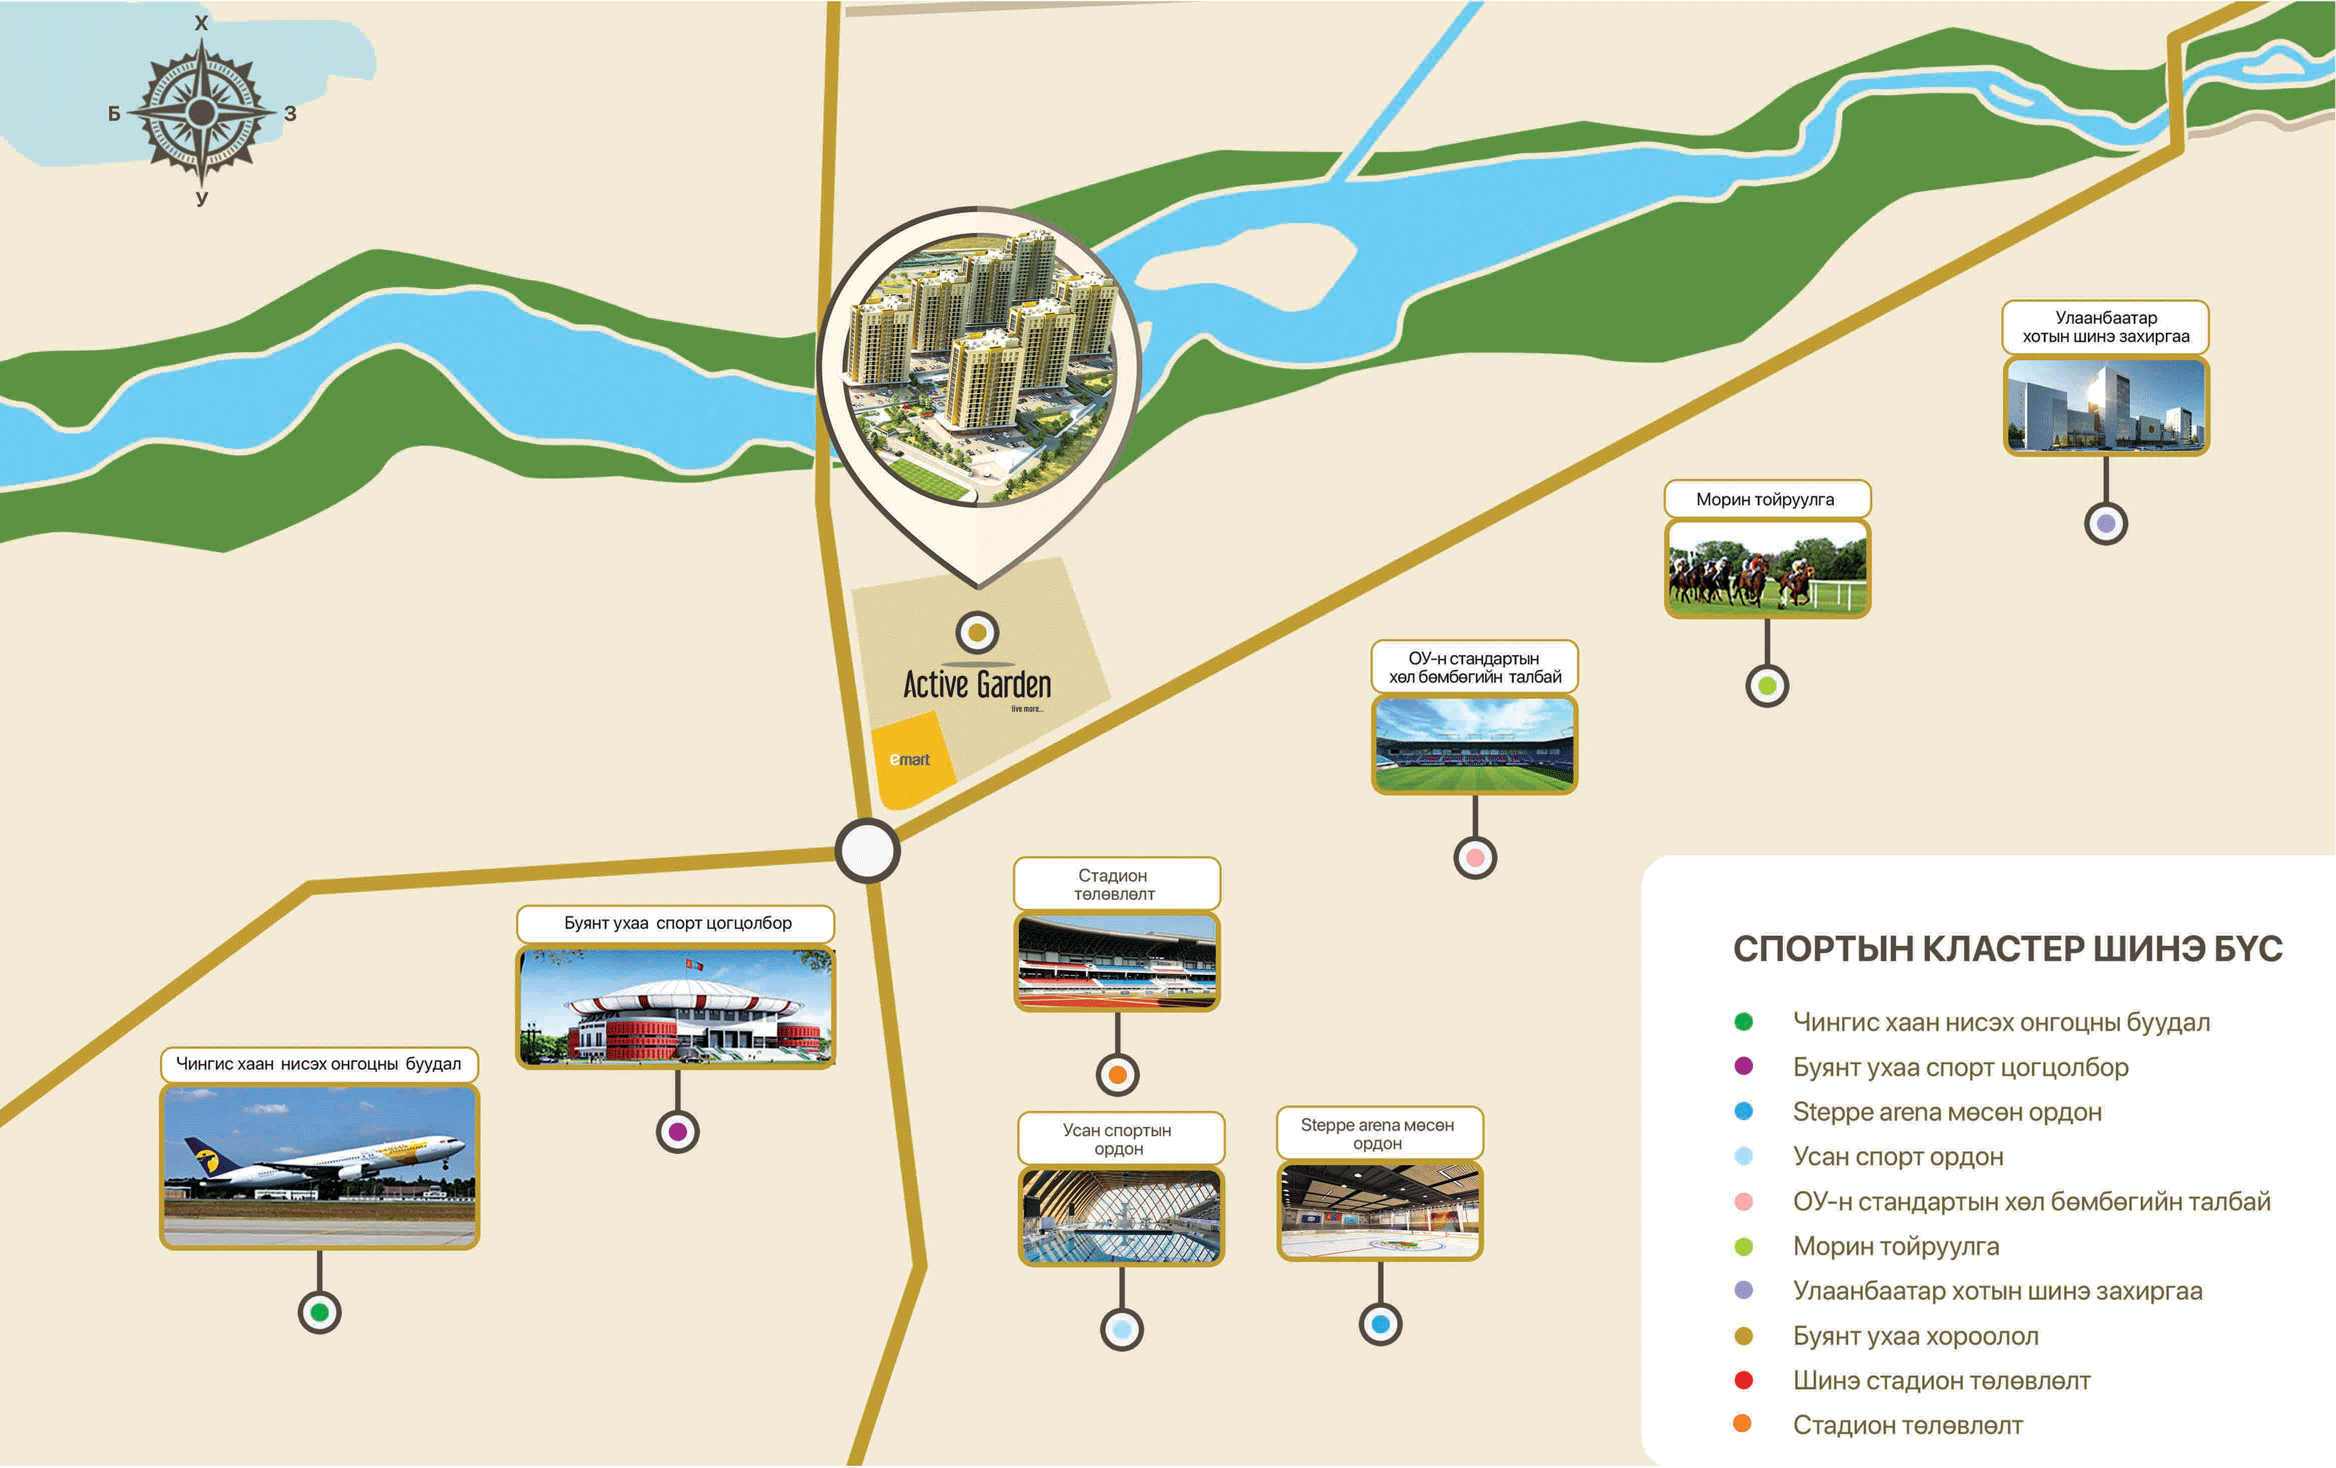 Х
Б
З
У
Улаанбаатар
хотын шинэ захиргаа
Морин тойруулга
ОУ-н стандартын
хөл бөмбөгийн талбай
Active Garden
live more...
emart
Стадион
төлөвлөлт
Буянт ухаа спорт цогцолбор
Чингис хаан нисэх онгоцны буудал
Усан спортын
ордон
Steppe arena мөсөн
ордон
СПОРТЫН КЛАСТЕР ШИНЭ БҮС
Чингис хаан нисэх онгоцны буудал
Буянт ухаа спорт цогцолбор
Steppe arena мөсөн ордон
Усан спорт ордон
ОУ-н стандартын хөл бөмбөгийн талбай
Морин тойруулга
Улаанбаатар хотын шинэ захиргаа
Буянт ухаа хороолол
Шинэ стадион төлөвлөлт
Стадион төлөвлөлт